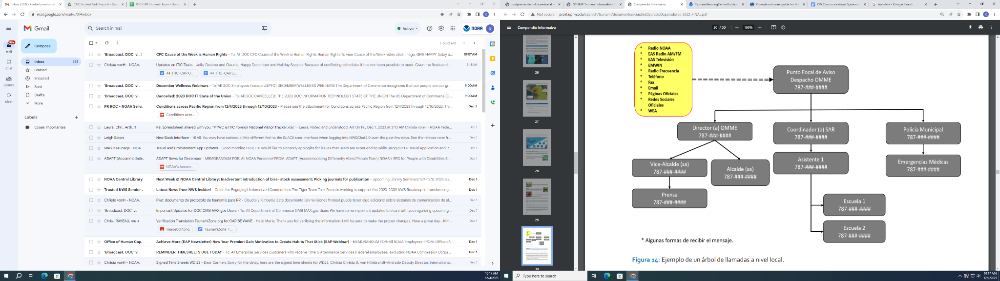 Inbox (352) - kimberly.maisonet
CAB Student Task Reports - Goo
ITIC-CAR Student Hours - Googl
mail.google.com/mail/u/0/#inbox
Gmail
Search in mail
Active
NOAA
K
99+
Mail
Chat
Spaces
Meet
Compose
Inbox 352
Starred
Snoozed
Sent
Drafts
More
Labels
Cosas Importantes
1–50 of 610
'Broadcast, DOC' vi. 2 CFC Cause of the Week is Human Rights - To: All DOC CFC Cause of the Week is Human Rights Human Rights To view Cause of the Week video click image. GIVE HAPPY today a... 10:07 AM
Christa vonH - NOAA. Updates on ITIC Tasks - Jelis, Desiree and Claudia, Happy December and Holiday Season! Because of conflicting schedules it has not been possible to meet. Given the finals and ... 9:18 AM
44_ITIC-CAR U... 44_ITIC-CAR U...
'Broadcast, DOC' vi. December Wellness Webinars - To: All DOC Employees (except USPTO) DECEMBER WELLNESS WEBINARS The Department of Commerce recognizes that our people are our gr... 9:00 AM
'Broadcast, DOC' vi. Cancelled: 2023 DOC IT State of the Union - To: All DOC CANCELLED: THE 2023 DOC INFORMATION TECHNOLOGY STATE OF THE UNION The US Department of Commerce (D... 9:00 AM
PR ROC - NOAA Servi. Conditions across Pacific Region from 12/4/2023 through 12/10/2023 - Please see the attachment for Conditions across Pacific Region from 12/4/2023 through 12/10/2023. Thi... Dec 3
Conditions acro...
Laura, Chri., Arth. 3 Re: Spreadsheet shared with you: "PTWC & ITIC Foreign National Visitor Tracker.xlsx" - Laura, Noted and understood. Art On Fri, Dec 1, 2023 at 3:10 AM Christa vonH - NOAA Fede... Dec 1
Leigh Eaton New Slack Interface - Hi All, You may have noticed a little different feel to the SLACK user interface when logging into NWSChat2.0 over the past few days. See the release note fr... Dec 1
Mark Kazunaga - NOA. Travel and Procurement App Updates - Good morning PRH; ITB would like to sincerely apologize for issues that users are experiencing while using our PR Travel Application and P... Dec 1
ADAPT (Accommodatin. ADAPT News for December - MEMORANDUM FOR: All NOAA Personnel FROM: ADAPT (Accommodating Differently Abled People Team) NOAA's ERG for People with Disabilities S... Dec 1
NOAA's Accom...
NOAA Central Library Next Week @ NOAA Central Library: Inadvertent introduction of bias- stock assessment; Picking journals for publication - Upcoming Library Seminars:12/4-12/8, 2023 Su... Dec 1
Trusted NWS Sender . Latest News from NWS Insider! - Guide for Engaging Underserved Communities The Tiger Team Task Force is working to support the 2023-2033 NWS Roadmap in transforming ... Dec 1
Christa vonH - NOAA. Fwd: documento de protocolo de tsunamis para PR - Claudia y Kimberly, Este documento (en revisiones finales) puede tener algo adicional sobre sistemas de comunicación de al... Dec 1
'Broadcast, DOC' vi. Important Updates for DOC OMB MAX.gov Users - To: All Department of Commerce OMB MAX.gov Users We have some important updates to share with you regarding upcoming ... Dec 1
Chris., RAVEAU, me 4 Verification Translation TsunamiZone.org for CARIBE WAVE - Hello Marie, Thank you for verifying the information. I will be sure to make the proper changes. Have a great day, -Kim... Dec 1
image007.png TsunamiZone_F...
Office of Human Cap. Achieve More (EAP Newsletter) New Year Premier: Gain Motivation to Create Habits That Stick (EAP Webinar) - MEMORANDUM FOR: All NOAA Employees FROM: Office of... Dec 1
'Broadcast, DOC' vi. REMINDER: TIMESHEETS DUE TODAY - To: All Enterprise Services customers who receive Time & Attendance Services (Federal employees, excluding NOAA Commission Corps ... Dec 1
Christa vonH - NOAA. Signed Time Sheets WD 23 - Dear Carmen, Sorry for the delay, here are the signed time sheets for WD23, Christa Christa G. von Hillebrandt-Andrade Deputy Director, Internationa... Dec 1
10:17 AM
12/4/2023
undp-a-resilient-future-for-all-
NTHMP Tsunami Information G
Compendio Informaivo
TsunamiWarningCenterGuide.p
Operational users guide for the
CW Communications Systems
translate - Google Search
Not secure prsnt.uprm.edu/spanish/tsunami/documentos/Guia%20para%20operadores-2022_FINAL.pdf
Compendio Informaivo
30 / 50
190%
26
27
28
29
30
* Radio NOAA
* EAS Radio AM/FM
* EAS Televisión
* EMWIN
* Radio Frecuencia
* Teléfono
* Fax
* Email
* Páginas Oficiales
* Redes Sociales
Oficiales
* WEA
Punto Focal de Aviso
Despacho OMME
787-###-####
Director (a) OMME
787-###-####
Coordinador (a) SAR
787-###-####
Policía Municipal
787-###-####
Vice-Alcalde (sa)
787-###-####
Alcalde (sa)
787-###-####
Asistente 1
787-###-####
Emergencias Médicas
787-###-####
Prensa
787-###-####
Escuela 1
787-###-####
Escuela 2
787-###-####
* Algunas formas de recibir el mensaje.
Figura 14: Ejemplo de un árbol de llamadas a nivel local.
Type here to search
10:17 AM
12/4/2023